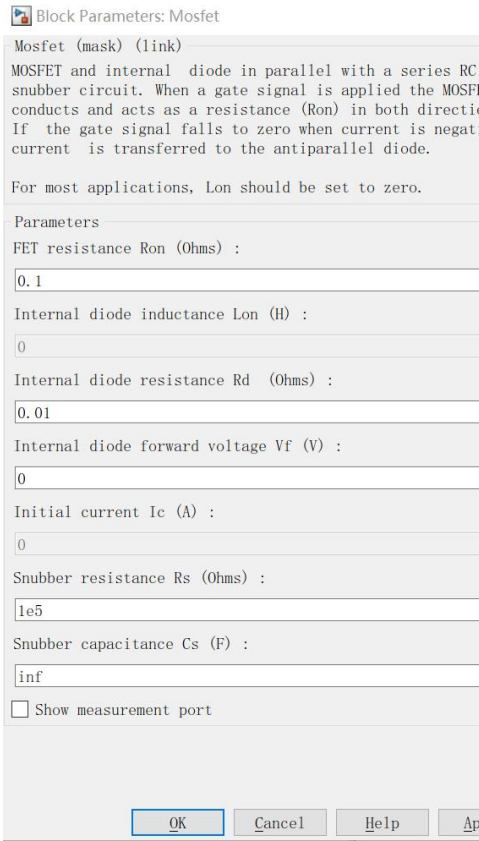 Block Parameters: Mosfet
Mosfet (mask) (link)
MOSFET and internal diode in parallel with a series RC
snubber circuit. When a gate signal is applied the
conducts and acts as a resistance (Ron) in both
If the gate signal falls to zero when current is
current is transferred to the antiparallel diode.
For most applications, Lon should be set to zero.
Parameters
FET resistance Ron (Ohms) :
0.1
Internal diode inductance Lon (H) :
0
Internal diode resistance Rd (Ohms) :
0.01
Internal diode forward voltage Vf (V) :
0
Initial current Ic (A) :
0
Snubber resistance Rs (Ohms) :
1e5
Snubber capacitance Cs (F) :
inf
Show measurement port
OK Cancel Help